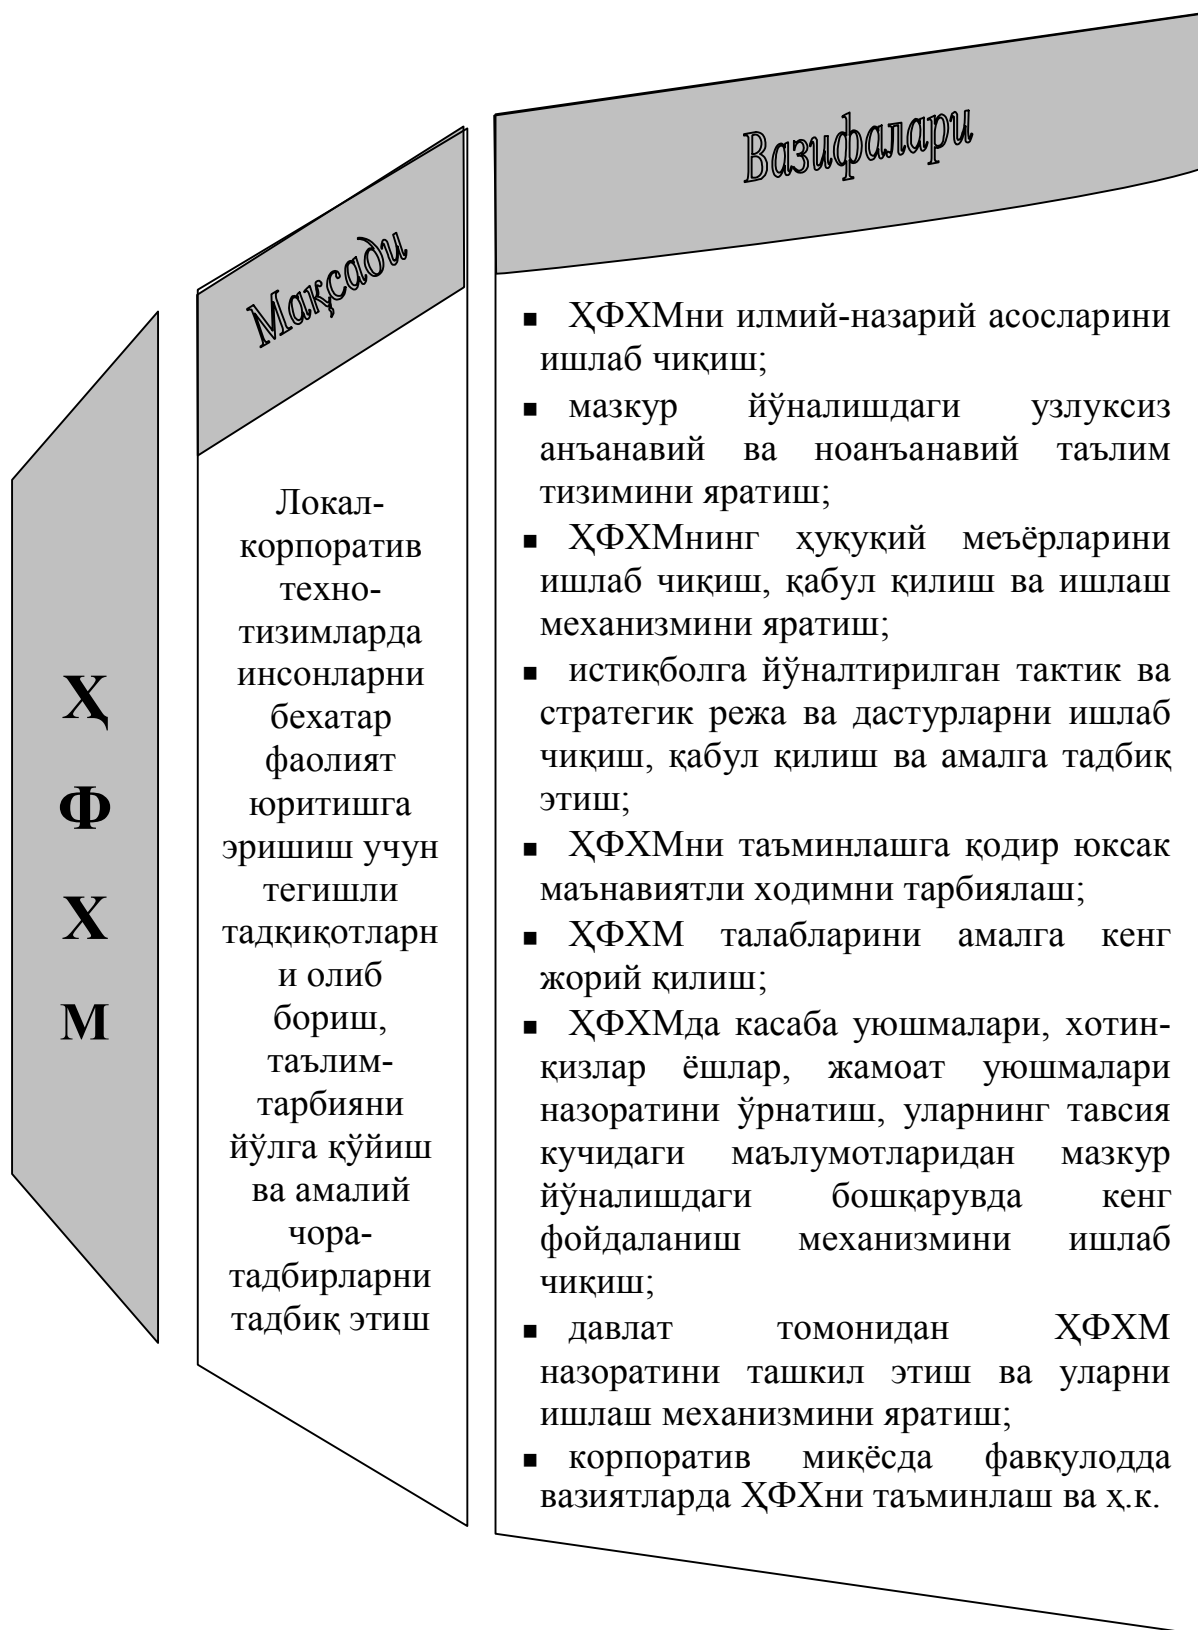 Ҳ
Ф
Х
М
Мақсади
Локал-
корпоратив
техно-
тизимларда
инсонларни
бехатар
фаолият
юритишга
эришиш учун
тегишли
тадқиқотларн
и олиб
бориш,
таълим-
тарбияни
йўлга қўйиш
ва амалий
чора-
тадбирларни
тадбиқ этиш
Вазифалари
▪ ҲФХМни илмий-назарий асосларини
ишлаб чиқиш;
▪ мазкур йўналишдаги узлуксиз
анъанавий ва ноанъанавий таълим
тизимини яратиш;
▪ ҲФХМнинг ҳуқуқий меъёрларини
ишлаб чиқиш, қабул қилиш ва ишлаш
механизмини яратиш;
▪ истиқболга йўналтирилган тактик ва
стратегик режа ва дастурларни ишлаб
чиқиш, қабул қилиш ва амалга тадбиқ
этиш;
▪ ҲФХМни таъминлашга қодир юксак
маънавиятли ходимни тарбиялаш;
▪ ҲФХМ талабларини амалга кенг
жорий қилиш;
▪ ҲФХМда касаба уюшмалари, хотин-
қизлар ёшлар, жамоат уюшмалари
назоратини ўрнатиш, уларнинг тавсия
кучидаги маълумотларидан мазкур
йўналишдаги бошқарувда кенг
фойдаланиш механизмини ишлаб
чиқиш;
▪ давлат томонидан ҲФХМ
назоратини ташкил этиш ва уларни
ишлаш механизмини яратиш;
▪ корпоратив миқёсда фавқулодда
вазиятларда ҲФХни таъминлаш ва ҳ.к.